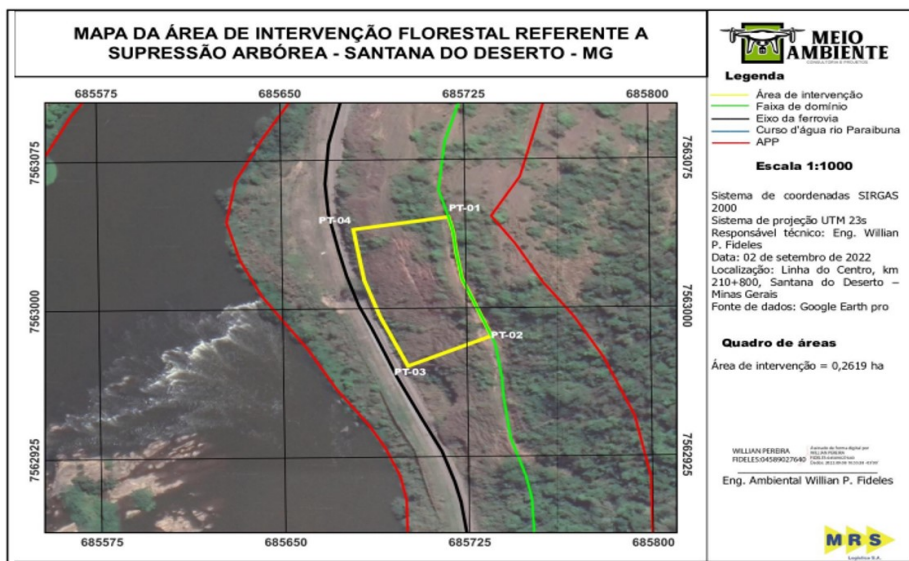 MAPA DA ÁREA DE INTERVENÇÃO FLORESTAL REFERENTE A
SUPRESSÃO ARBÓREA - SANTANA DO DESERTO - MG
MEIO
AMBIENTE
CONSULTORIA E PROJETOS
Legenda
Área de intervenção
Faixa de domínio
Eixo da ferrovia
Curso d'água rio Paraibuna
APP
Escala 1:1000
Sistema de coordenadas SIRGAS
2000
Sistema de projeção UTM 23s
Responsável técnico: Eng. Willian
P. Fideles
Data: 02 de setembro de 2022
Localização: Linha do Centro, km
210+800, Santana do Deserto –
Minas Gerais
Fonte de dados: Google Earth pro
Quadro de áreas
Área de intervenção = 0,2619 ha
WILLIAN PEREIRA
FIDELES:04589027640
Eng. Ambiental Willian P. Fideles
MRS
Logística S.A.
685575
685650
685725
685800
7563075
7563075
PT-01
PT-04
7563000
7563000
PT-02
PT-03
7562925
7562925
685575
685650
685725
685800